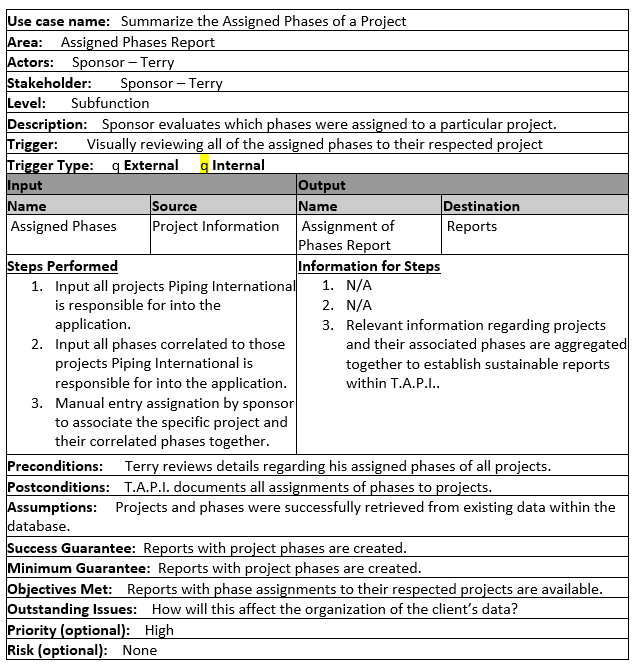 Use case name: Summarize the Assigned Phases of a Project
Area: Assigned Phases Report
Actors: Sponsor – Terry
Stakeholder: Sponsor – Terry
Level: Subfunction
Description: Sponsor evaluates which phases were assigned to a particular project.
Trigger: Visually reviewing all of the assigned phases to their respected project
Trigger Type: q External q Internal
Input Output
Name Source Name Destination
Assigned Phases Project Information Assignment of Reports
Phases Report
Steps Performed
1. Input all projects Piping International
is responsible for into the
application.
2. Input all phases correlated to those
projects Piping International is
responsible for into the application.
3. Manual entry assignation by sponsor
to associate the specific project and
their correlated phases together.
Information for Steps
1. N/A
2. N/A
3. Relevant information regarding projects
and their associated phases are aggregated
together to establish sustainable reports
within T.A.P.I..
Preconditions: Terry reviews details regarding his assigned phases of all projects.
Postconditions: T.A.P.I. documents all assignments of phases to projects.
Assumptions: Projects and phases were successfully retrieved from existing data within the
database.
Success Guarantee: Reports with project phases are created.
Minimum Guarantee: Reports with project phases are created.
Objectives Met: Reports with phase assignments to their respected projects are available.
Outstanding Issues: How will this affect the organization of the client’s data?
Priority (optional): High
Risk (optional): None